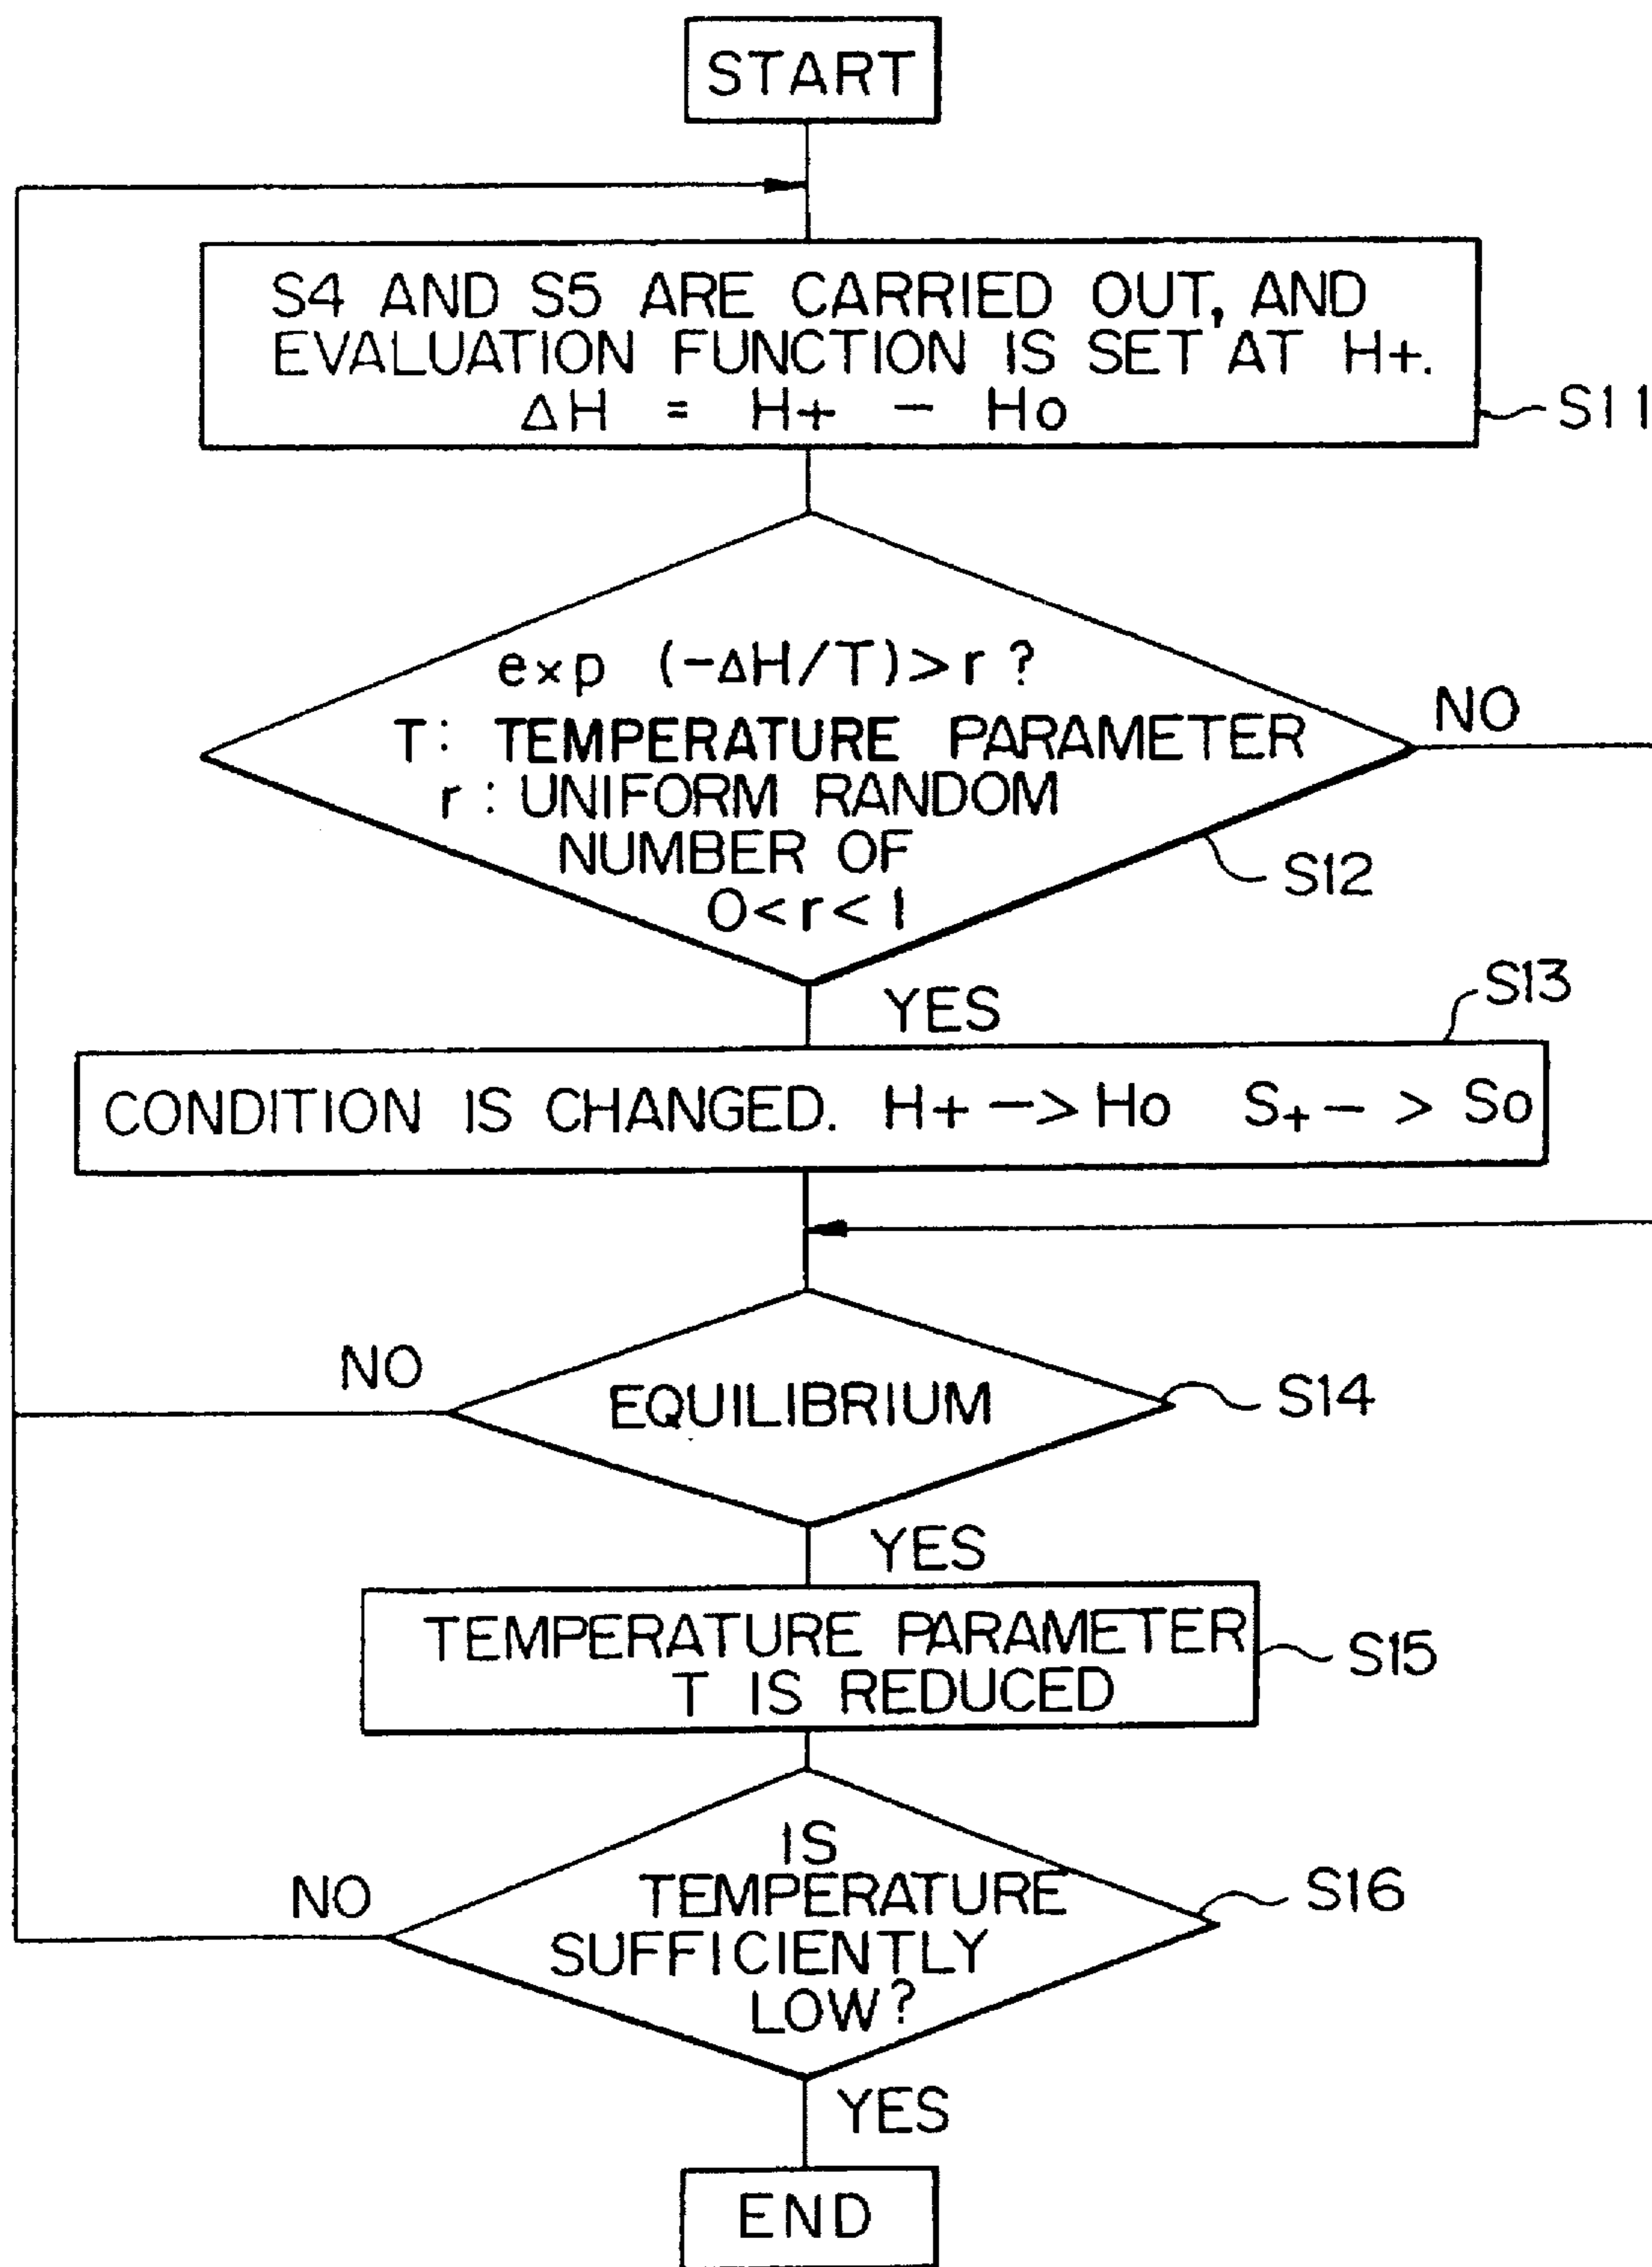 START
S4 AND S5 ARE CARRIED OUT, AND
EVALUATION FUNCTION IS SET AT H+.
ΔH = H+ - Ho
S11
exp (-ΔH/T)>r ?
T: TEMPERATURE PARAMETER
r : UNIFORM RANDOM
NUMBER OF
0<r<1
NO
S12
YES
S13
CONDITION IS CHANGED. H+ -> Ho S+ - > So
NO
EQUILIBRIUM
S14
YES
TEMPERATURE PARAMETER
T IS REDUCED
S15
IS
TEMPERATURE
SUFFICIENTLY
LOW?
NO
S16
YES
END